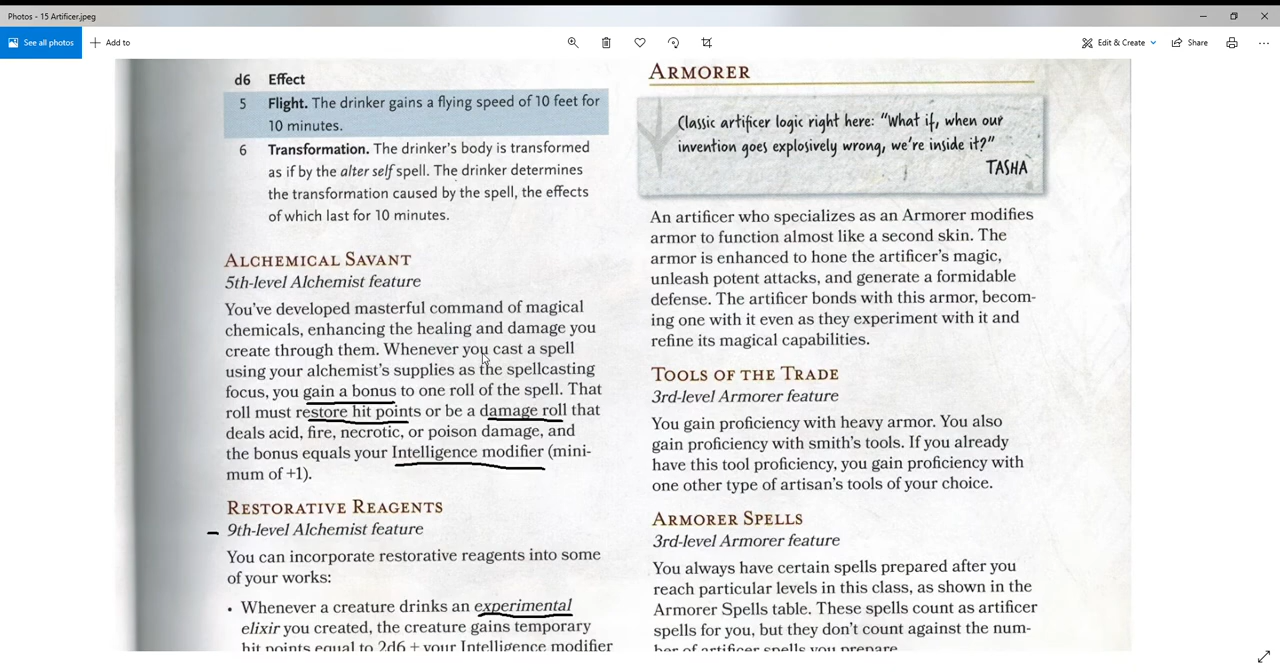 Photos - 15 Artificer.jpeg
See all photos
Add to
Edit & Create
Share
d6 Effect
5 Flight. The drinker gains a flying speed of 10 feet for
10 minutes.
6 Transformation. The drinker's body is transformed
as if by the alter self spell. The drinker determines
the transformation caused by the spell, the effects
of which last for 10 minutes.
ALCHEMICAL SAVANT
5th-level Alchemist feature
You've developed masterful command of magical
chemicals, enhancing the healing and damage you
create through them. Whenever you cast a spell
using your alchemist's supplies as the spellcasting
focus, you gain a bonus to one roll of the spell. That
roll must restore hit points or be a damage roll that
deals acid, fire, necrotic, or poison damage, and
the bonus equals your Intelligence modifier (mini-
mum of +1).
RESTORATIVE REAGENTS
9th-level Alchemist feature
You can incorporate restorative reagents into some
of your works:
• Whenever a creature drinks an experimental
elixir you created, the creature gains temporary
hit points equal to 2d6 + your Intelligence modifier
ARMORER
Classic artificer logic right here: "What if, when our
invention goes explosively wrong, we're inside it?"
TASHA
An artificer who specializes as an Armorer modifies
armor to function almost like a second skin. The
armor is enhanced to hone the artificer's magic,
unleash potent attacks, and generate a formidable
defense. The artificer bonds with this armor, becom-
ing one with it even as they experiment with it and
refine its magical capabilities.
TOOLS OF THE TRADE
3rd-level Armorer feature
You gain proficiency with heavy armor. You also
gain proficiency with smith's tools. If you already
have this tool proficiency, you gain proficiency with
one other type of artisan's tools of your choice.
ARMORER SPELLS
3rd-level Armorer feature
You always have certain spells prepared after you
reach particular levels in this class, as shown in the
Armorer Spells table. These spells count as artificer
spells for you, but they don't count against the num-
ber of artificer spells you prepare.